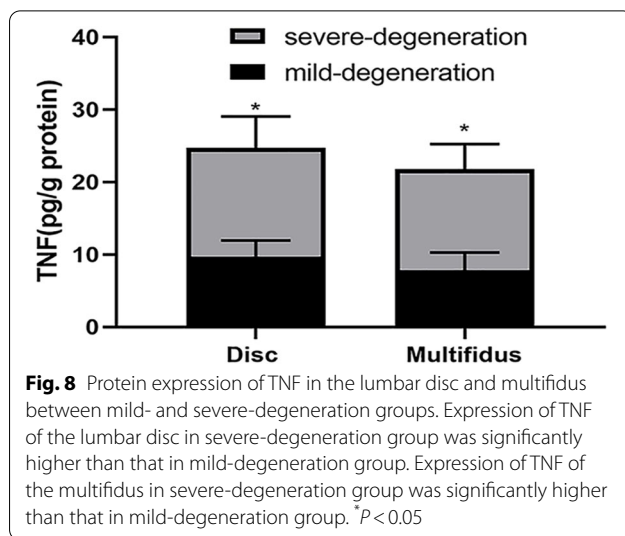 severe-degeneration
mild-degeneration
40
30
20
10
0
TNF(pg/g protein)
*
*
Disc
Multifidus
Fig. 8 Protein expression of TNF in the lumbar disc and multifidus
between mild- and severe-degeneration groups. Expression of TNF
of the lumbar disc in severe-degeneration group was significantly
higher than that in mild-degeneration group. Expression of TNF of
the multifidus in severe-degeneration group was significantly higher
than that in mild-degeneration group. *P < 0.05